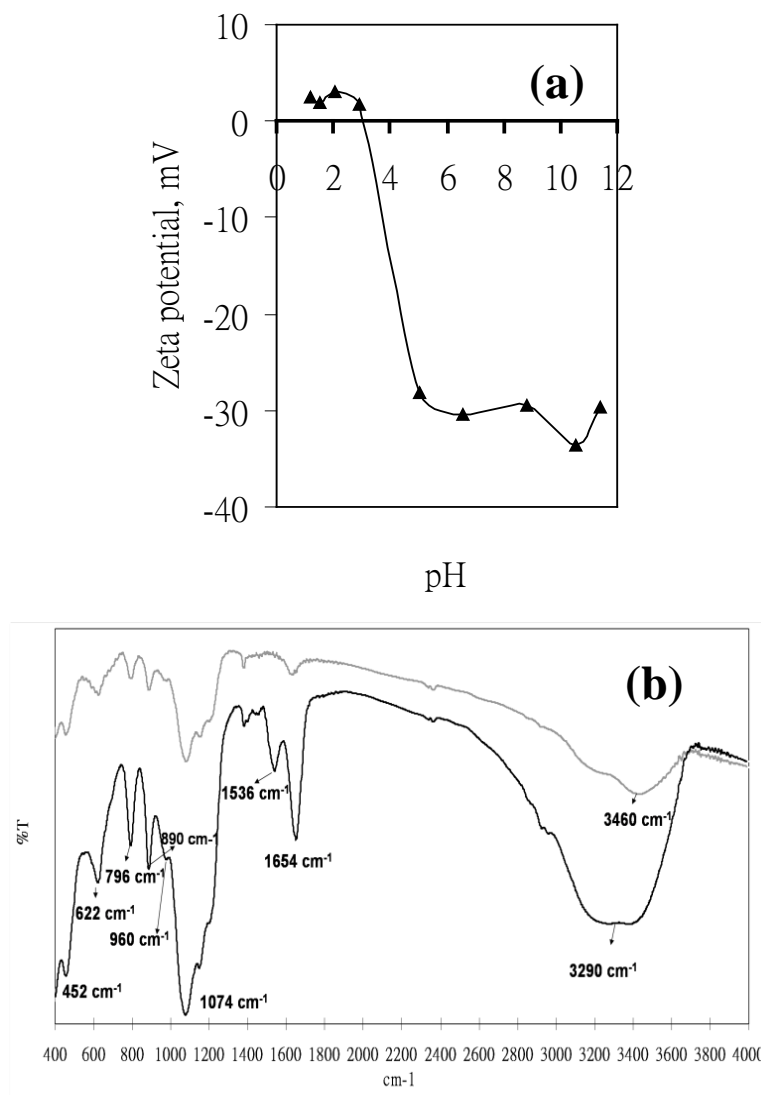 10
(a)
0
0 2 4 6 8 10 12
-10
-20
-30
-40
Zeta potential, mV
pH
(b)
%T
3460 cm-1
1536 cm-1
890 cm-1
1654 cm-1
796 cm-1
622 cm-1
960 cm-1
3290 cm-1
452 cm-1
1074 cm-1
400 600 800 1000 1200 1400 1600 1800 2000 2200 2400 2600 2800 3000 3200 3400 3600 3800 4000
cm-1